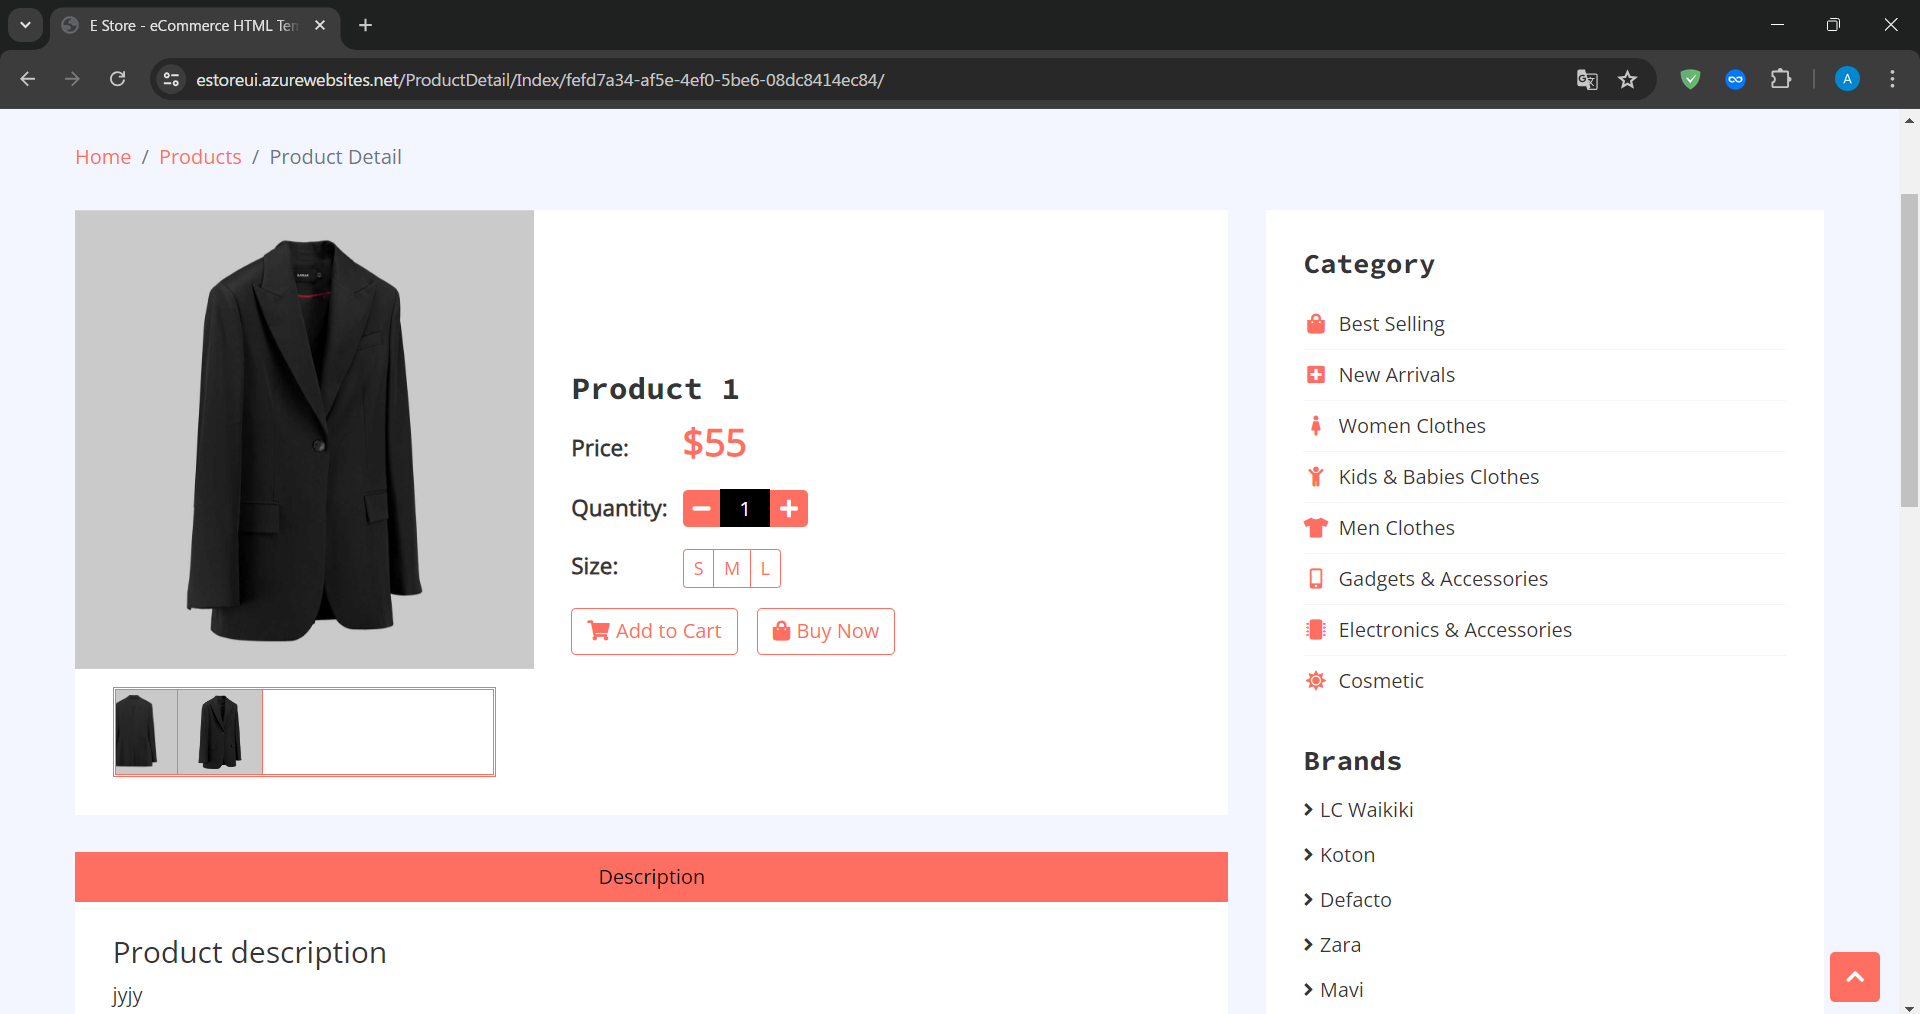 E Store - eCommerce HTML Ten
estoreui.azurewebsites.net/ProductDetail/Index/fefd7a34-af5e-4ef0-5be6-08dc8414ec84/
A
Home / Products / Product Detail
Product 1
Price: $55
Quantity: 1
Size: S M L
Add to Cart Buy Now
Description
Product description
jyjy
Category
Best Selling
New Arrivals
Women Clothes
Kids & Babies Clothes
Men Clothes
Gadgets & Accessories
Electronics & Accessories
Cosmetic
Brands
LC Waikiki
Koton
Defacto
Zara
Mavi